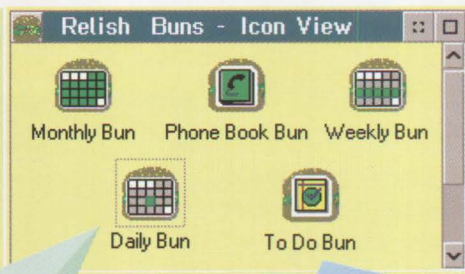 Relish Buns - Icon View
Monthly Bun Phone Book Bun Weekly Bun
Daily Bun To Do Bun